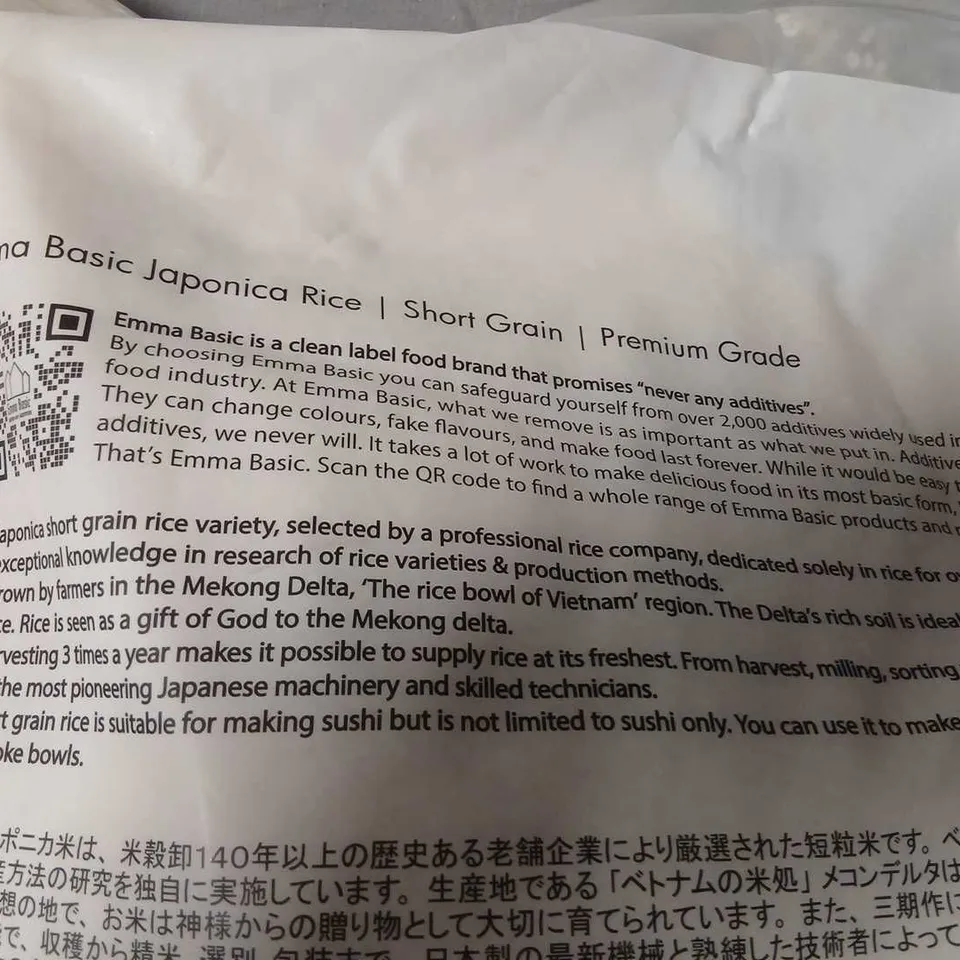 ma Basic Japonica Rice | Short Grain | Premium Grade
Emma Basic is a clean label food brand that promises “never any additives”.
By choosing Emma Basic you can safeguard yourself from over 2,000 additives widely used in
food industry. At Emma Basic, what we remove is as important as what we put in. Additive
They can change colours, fake flavours, and make food last forever. While it would be easy t
additives, we never will. It takes a lot of work to make delicious food in its most basic form,
That’s Emma Basic. Scan the QR code to find a whole range of Emma Basic products and r
Emma Basic
aponica short grain rice variety, selected by a professional rice company, dedicated solely in rice for o
exceptional knowledge in research of rice varieties & production methods.
rown by farmers in the Mekong Delta, ‘The rice bowl of Vietnam’ region. The Delta’s rich soil is ideal
ce. Rice is seen as a gift of God to the Mekong delta.
rvesting 3 times a year makes it possible to supply rice at its freshest. From harvest, milling, sorting,
the most pioneering Japanese machinery and skilled technicians.
rt grain rice is suitable for making sushi but is not limited to sushi only. You can use it to make
oke bowls.
ポニカ米は、米穀卸140年以上の歴史ある老舗企業により厳選された短粒米です。ベ
産方法の研究を独自に実施しています。生産地である「ベトナムの米処」メコンデルタは
想の地で、お米は神様からの贈り物として大切に育てられています。また、三期作に
で、収穫から精米、選別、包装まで、日本製の最新機械と熟練した技術者によって